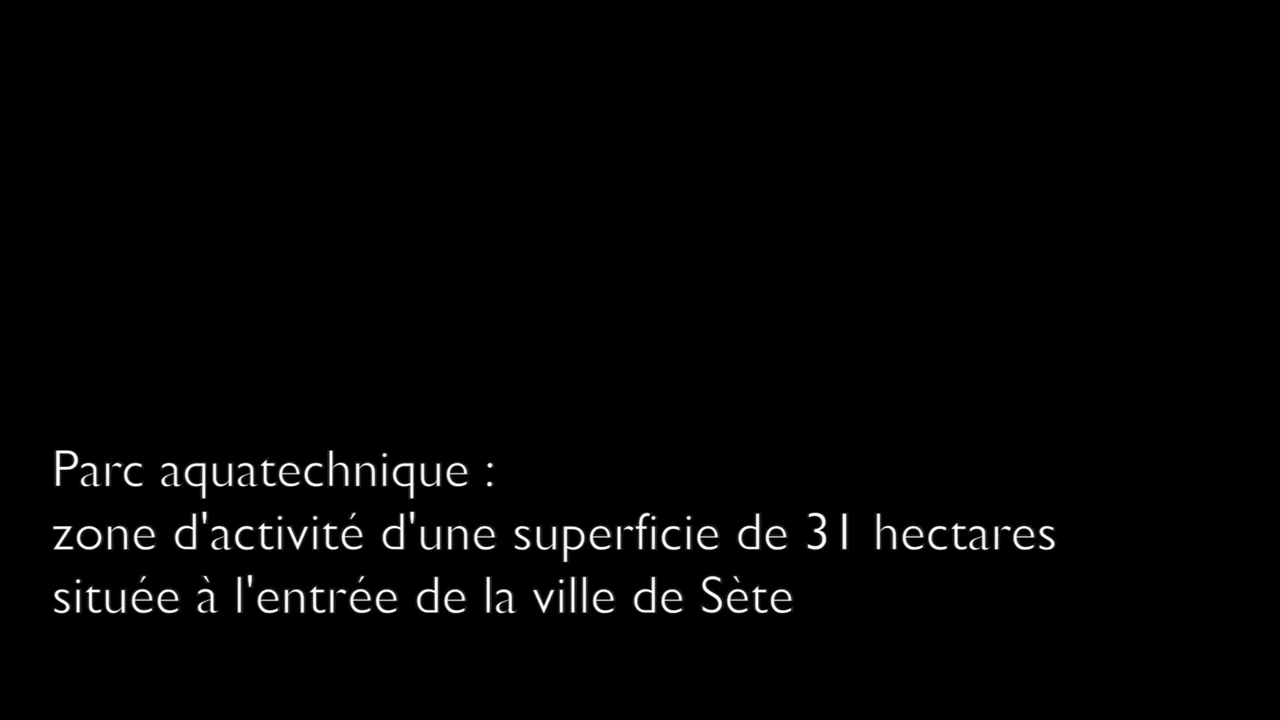 Parc aquatechnique :
zone d'activité d'une superficie de 31 hectares
située à l'entrée de la ville de Sète